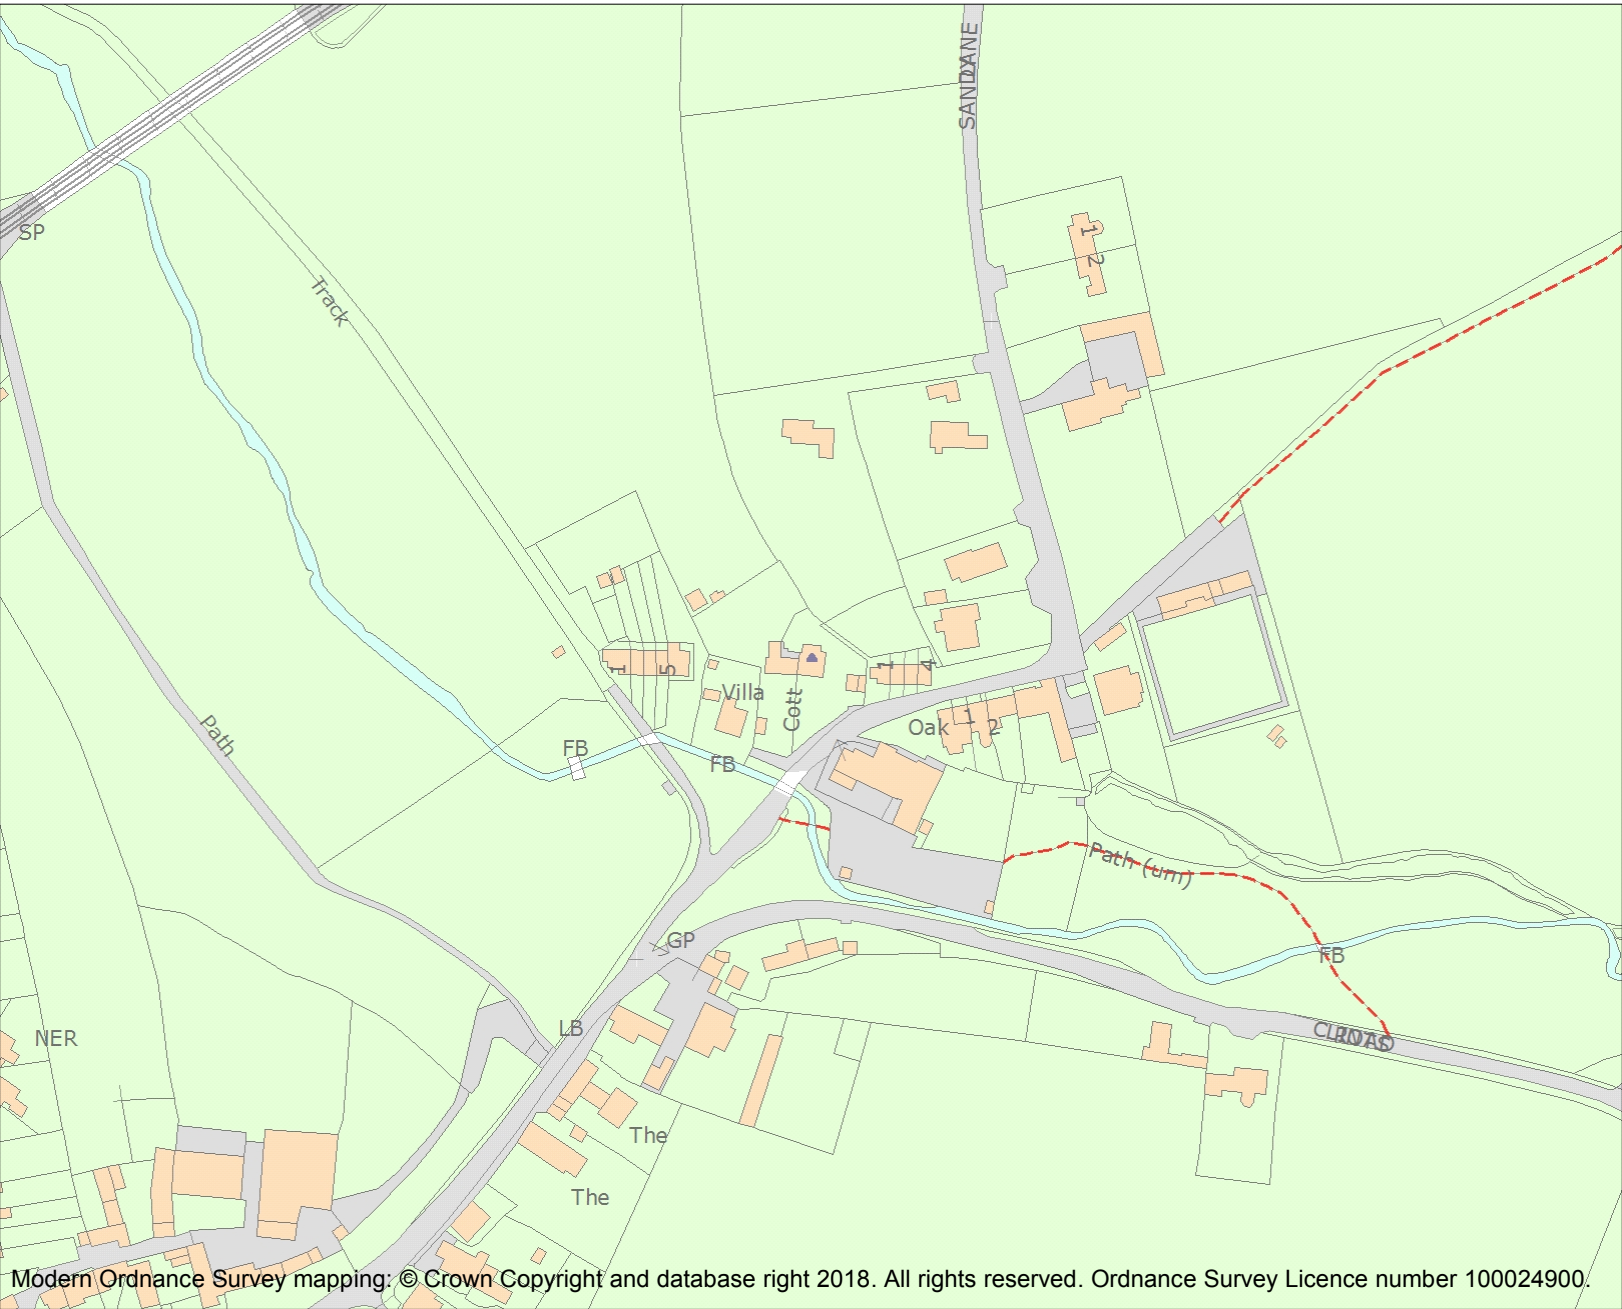 SANDY LANE
SP
1
2
Track
1
5
Villa
Cott
1
4
Oak
1
2
Path
FB
FB
Path (um)
GP
FB
LB
NER
The
The
Modern Ordnance Survey mapping: © Crown Copyright and database right 2018. All rights reserved. Ordnance Survey Licence number 100024900.